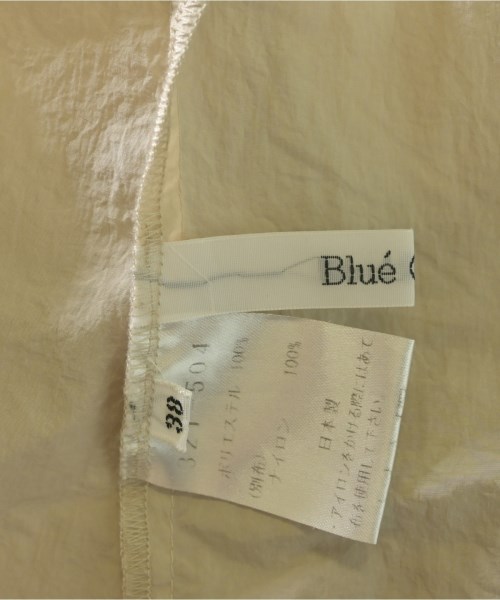 Blué
38
504
ポリエステル 100%
(別布)
ナイロン 100%
日本製
・アイロンをかける際にはあて
布を使用して下さい